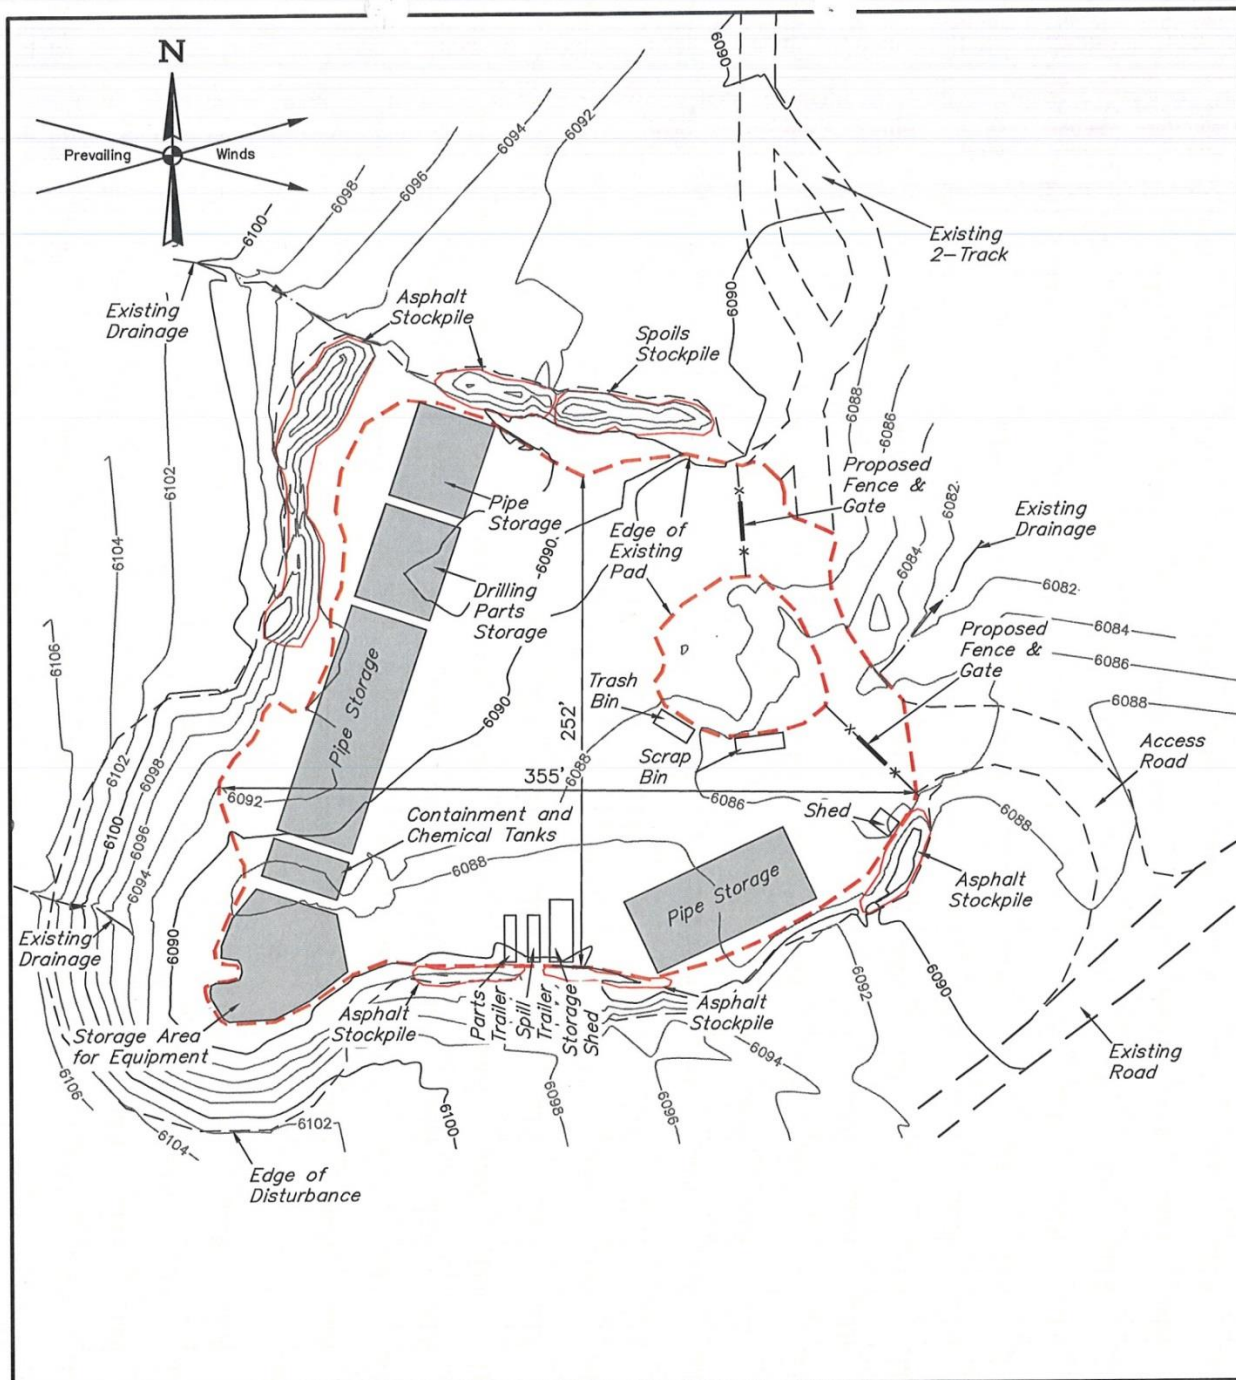 N
Prevailing Winds
6090
6092
6094
6096
6098
6100
Existing
2-Track
Existing
Drainage
Asphalt
Stockpile
Spoils
Stockpile
6090
6088
6086
6082
6102
6104
6106
Pipe
Storage
Proposed
Fence &
Gate
Edge of
Existing
Pad
6090
6090
Existing
Drainage
6084
6082
6084
6086
6088
Drilling
Parts
Storage
Proposed
Fence &
Gate
Pipe Storage
6090
Trash
Bin
Scrap
Bin
252'
355'
6088
6086
6092
Access
Road
6102
6100
6098
6096
6094
6090
Containment and
Chemical Tanks
Shed
6088
6088
Pipe Storage
Asphalt
Stockpile
Existing
Drainage
Storage Area
for Equipment
Asphalt
Stockpile
Parts
Trailer
Spill
Trailer
Storage
Shed
Asphalt
Stockpile
6092
6090
Existing
Road
6094
6096
6098
6100
6102
6104
6106
Edge of
Disturbance